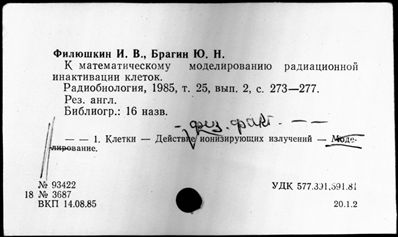 Филюшкин И. В., Брагин Ю. Н.
К математическому моделированию радиационной
инактивации клеток.
Радиобиология, 1985, т. 25, вып. 2, с. 273—277.
Рез. англ.
Библиогр.: 16 назв.
- физ. факт. — —
— — 1. Клетки — Действие ионизирующих излучений — Моде-
лирование.
№ 93422
18 № 3687
ВКП 14.08.85
УДК 577.391.591.81
20.1.2